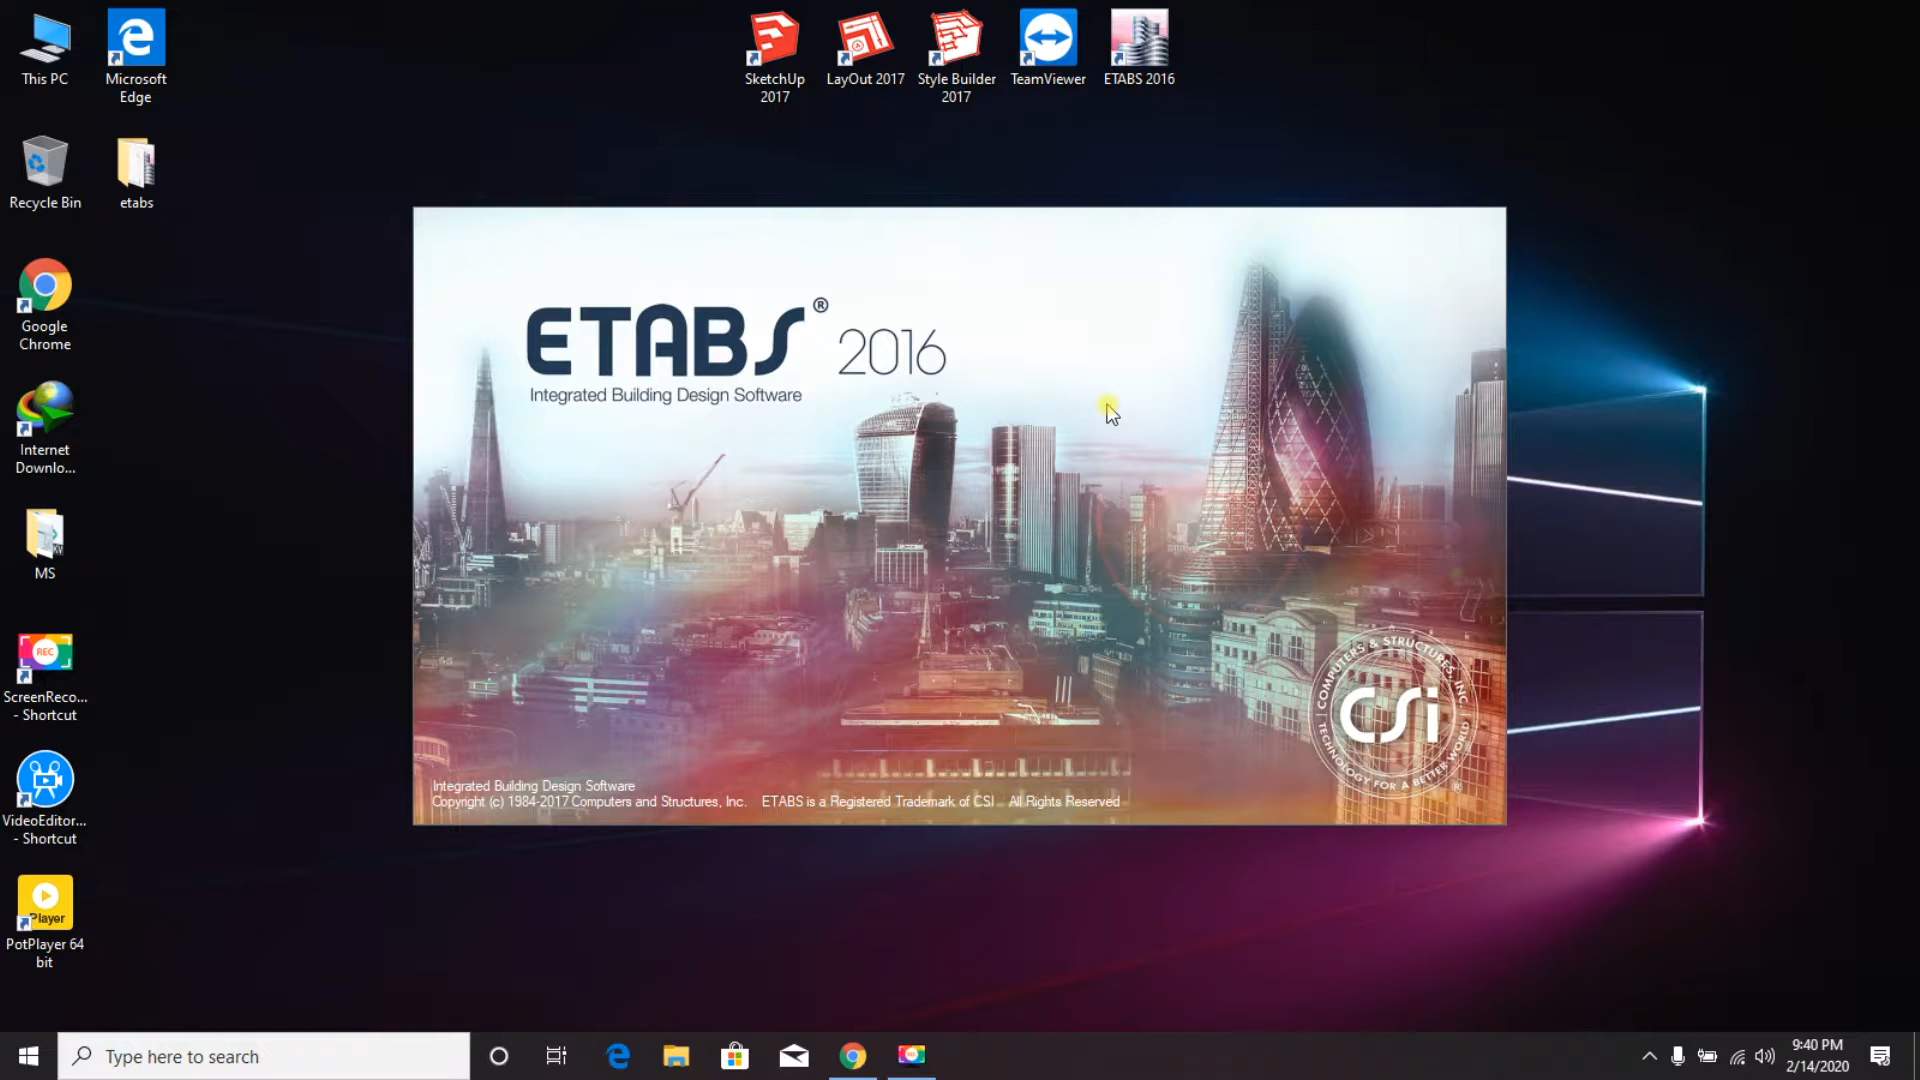 This PC
Microsoft
Edge
SketchUp
2017
LayOut 2017
Style Builder
2017
TeamViewer
ETABS 2016
Recycle Bin
etabs
Google
Chrome
Internet
Downlo...
MS
REC
ScreenReco...
- Shortcut
VideoEditor...
- Shortcut
Player
PotPlayer 64
bit
ETABS® 2016
Integrated Building Design Software
COMPUTERS & STRUCTURES, INC.
CSi
TECHNOLOGY FOR A BETTER WORLD
®
Integrated Building Design Software
Copyright (c) 1984-2017 Computers and Structures, Inc. ETABS is a Registered Trademark of CSI All Rights Reserved
Type here to search
9:40 PM
2/14/2020